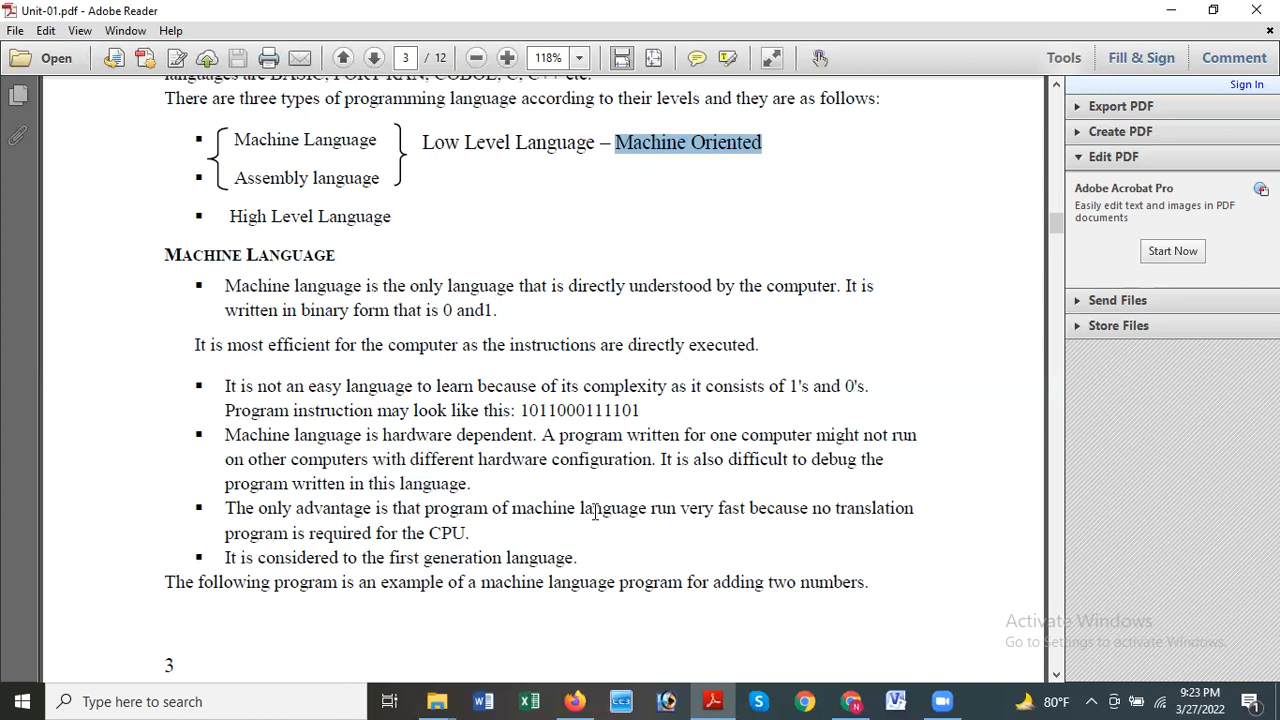 Unit-01.pdf - Adobe Reader
File Edit View Window Help
Open 3 / 12 118% Tools Fill & Sign Comment
languages are BASIC, FORTRAN, COBOL, C, C++ etc.
There are three types of programming language according to their levels and they are as follows:
▪ Machine Language
Low Level Language – Machine Oriented
▪ Assembly language
▪ High Level Language
MACHINE LANGUAGE
▪ Machine language is the only language that is directly understood by the computer. It is
written in binary form that is 0 and1.
It is most efficient for the computer as the instructions are directly executed.
▪ It is not an easy language to learn because of its complexity as it consists of 1's and 0's.
Program instruction may look like this: 1011000111101
▪ Machine language is hardware dependent. A program written for one computer might not run
on other computers with different hardware configuration. It is also difficult to debug the
program written in this language.
▪ The only advantage is that program of machine language run very fast because no translation
program is required for the CPU.
▪ It is considered to the first generation language.
The following program is an example of a machine language program for adding two numbers.
3
Sign In
Export PDF
Create PDF
Edit PDF
Adobe Acrobat Pro
Easily edit text and images in PDF
documents
Start Now
Send Files
Store Files
Activate Windows
Go to Settings to activate Windows.
Type here to search
80°F
9:23 PM
3/27/2022